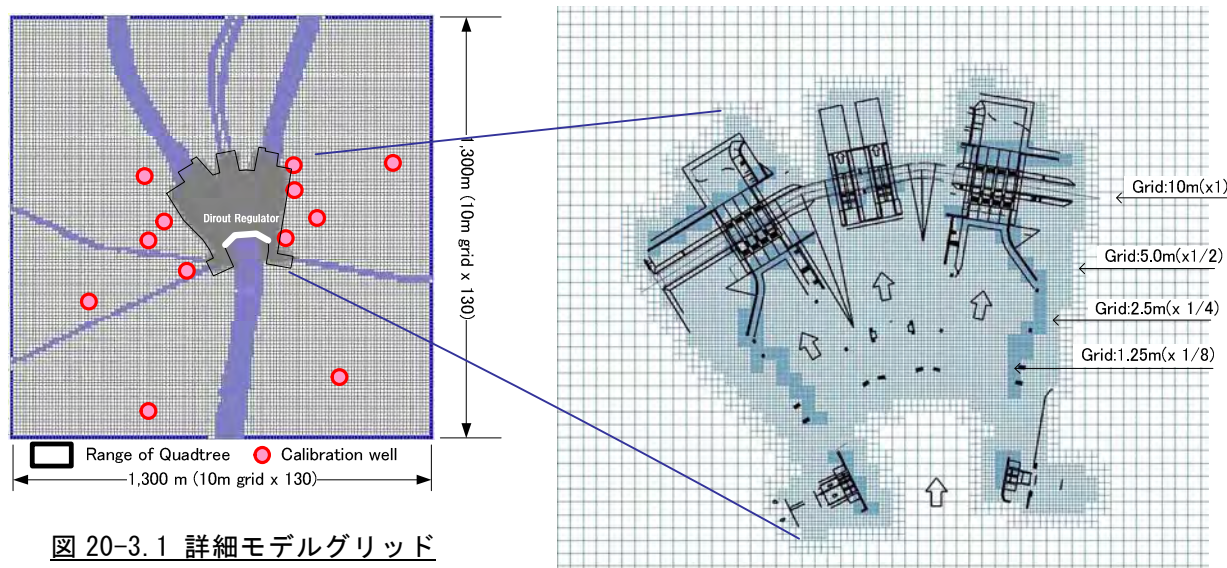 Dirout Regulator
1,300m (10m grid x 130)
Range of Quadtree
Calibration well
1,300 m (10m grid x 130)
図 20-3.1 詳細モデルグリッド
Grid:10m(x1)
Grid:5.0m(x1/2)
Grid:2.5m(x 1/4)
Grid:1.25m(x 1/8)